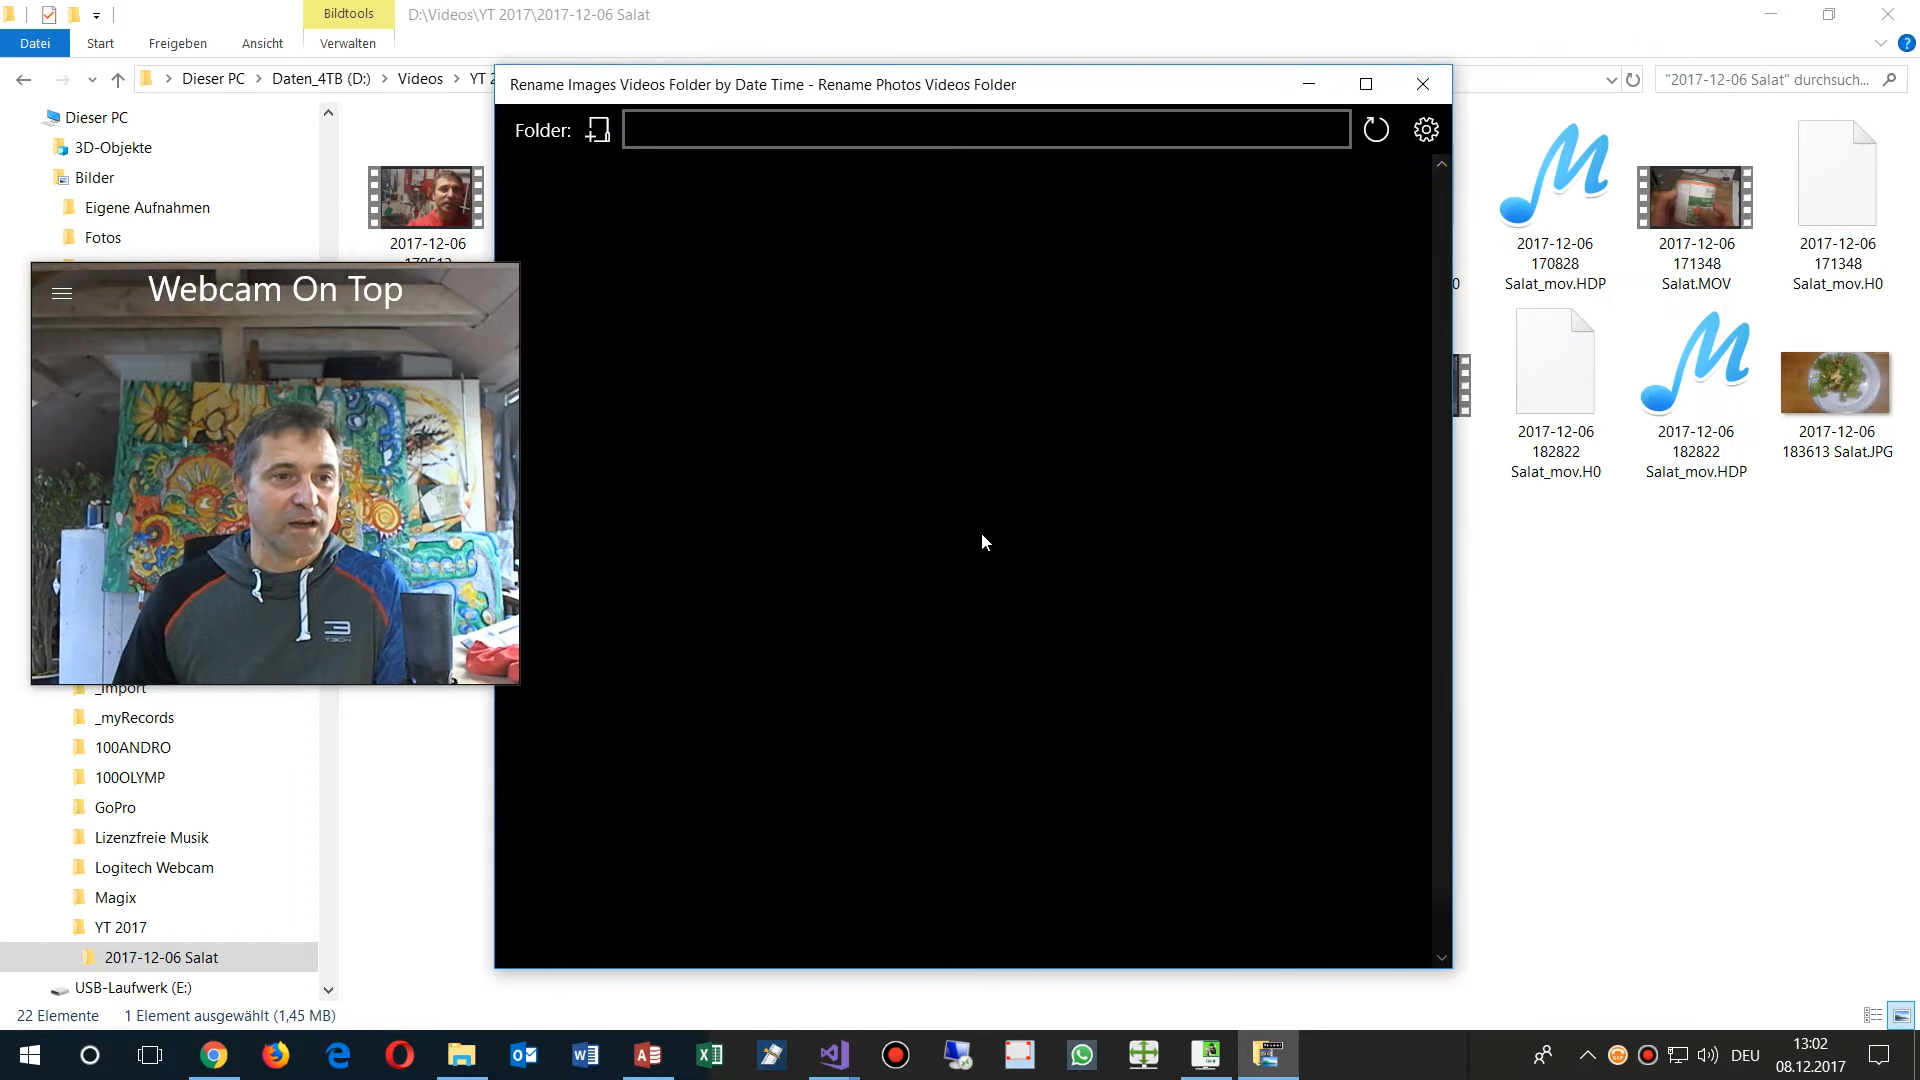 Bildtools
D:\Videos\YT 2017\2017-12-06 Salat
Datei
Start
Freigeben
Ansicht
Verwalten
Dieser PC
Daten_4TB (D:)
Videos
"2017-12-06 Salat" durchsuch...
Rename Images Videos Folder by Date Time - Rename Photos Videos Folder
Folder:
Dieser PC
3D-Objekte
Bilder
Eigene Aufnahmen
Fotos
Webcam On Top
_import
_myRecords
100ANDRO
100OLYMP
GoPro
Lizenzfreie Musik
Logitech Webcam
Magix
YT 2017
2017-12-06 Salat
USB-Laufwerk (E:)
2017-12-06
2017-12-06
170828
Salat_mov.HDP
2017-12-06
171348
Salat.MOV
2017-12-06
171348
Salat_mov.H0
2017-12-06
182822
Salat_mov.H0
2017-12-06
182822
Salat_mov.HDP
2017-12-06
183613 Salat.JPG
22 Elemente
1 Element ausgewählt (1,45 MB)
DEU
13:02
08.12.2017